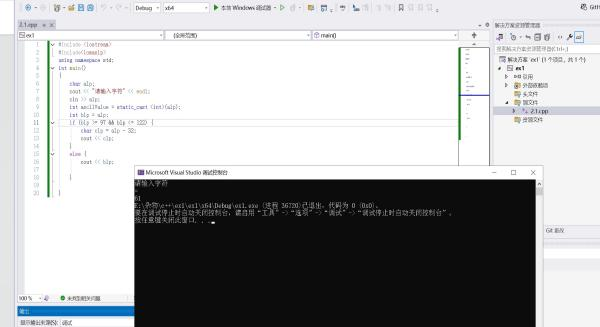 Debug
x64
本地 Windows 调试器
GitH
2.1.cpp
解决方案资源管理器
ex1
(全局范围)
main()
搜索解决方案资源管理器(Ctrl+;)
1 #include <iostream>
2 #include<iomanip>
3 using namespace std;
4 int main()
5 {
6
7 char alp;
8 cout << "请输入字符" << endl;
9 cin >> alp;
10 int asciiValue = static_cast<int>(alp);
11 int blp = alp;
12 if (blp >= 97 && blp <= 122) {
char clp = alp - 32;
cout << clp;
}
else {
cout << blp;
}
20 }
解决方案 'ex1' (1 个项目，共 1 个)
ex1
引用
外部依赖项
头文件
源文件
2.1.cpp
资源文件
Microsoft Visual Studio 调试控制台
请输入字符
=
61
E:\杂物\c++\ex1\ex1\x64\Debug\ex1.exe (进程 36720)已退出，代码为 0 (0x0)。
要在调试停止时自动关闭控制台，请启用“工具”->“选项”->“调试”->“调试停止时自动关闭控制台”。
按任意键关闭此窗口. . .
Git 更改
100 %
未找到相关问题
输出
显示输出来源(S): 调试